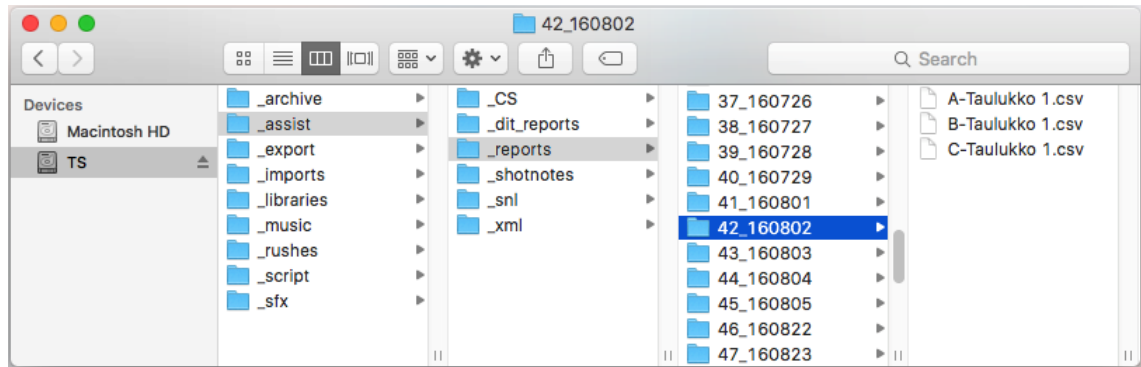 42_160802
Search
Devices
Macintosh HD
TS
_archive
_assist
_export
_imports
_libraries
_music
_rushes
_script
_sfx
_CS
_dit_reports
_reports
_shotnotes
_snl
_xml
37_160726
38_160727
39_160728
40_160729
41_160801
42_160802
43_160803
44_160804
45_160805
46_160822
47_160823
A-Taulukko 1.csv
B-Taulukko 1.csv
C-Taulukko 1.csv